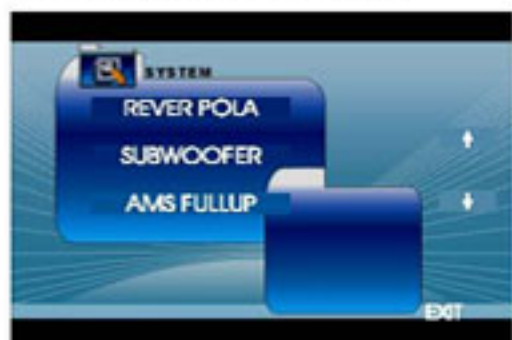 SYSTEM
REVER POLA
SUBWOOFER
AMS FULLUP
EXIT